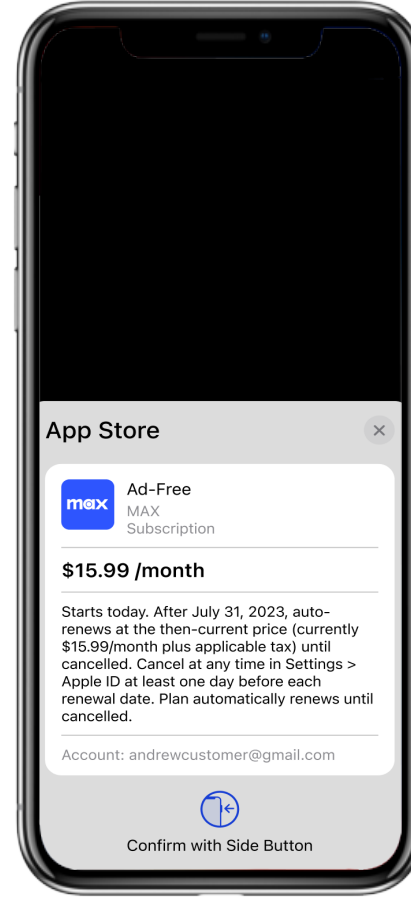 App Store
max
Ad-Free
MAX
Subscription
$15.99 /month
Starts today. After July 31, 2023, auto-
renews at the then-current price (currently
$15.99/month plus applicable tax) until
cancelled. Cancel at any time in Settings >
Apple ID at least one day before each
renewal date. Plan automatically renews until
cancelled.
Account: andrewcustomer@gmail.com
Confirm with Side Button